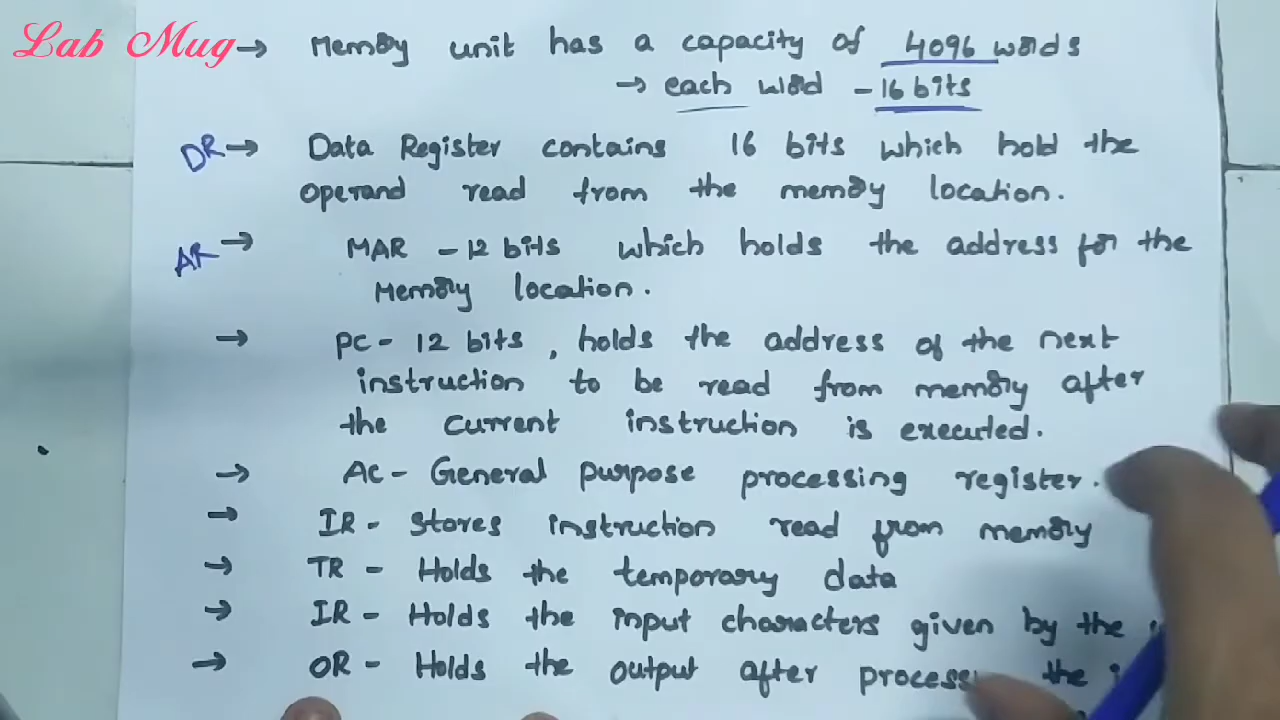 Lab Mug
→ Memory unit has a capacity of 4096 words
→ each word - 16 bits
DR → Data Register contains 16 bits which hold the
operand read from the memory location.
AR → MAR - 12 bits which holds the address for the
Memory location.
→ PC - 12 bits, holds the address of the next
instruction to be read from memory after
the current instruction is executed.
→ AC - General purpose processing register.
→ IR - Stores instruction read from memory
→ TR - Holds the temporary data
→ IR - Holds the input characters given by the
→ OR - Holds the output after the